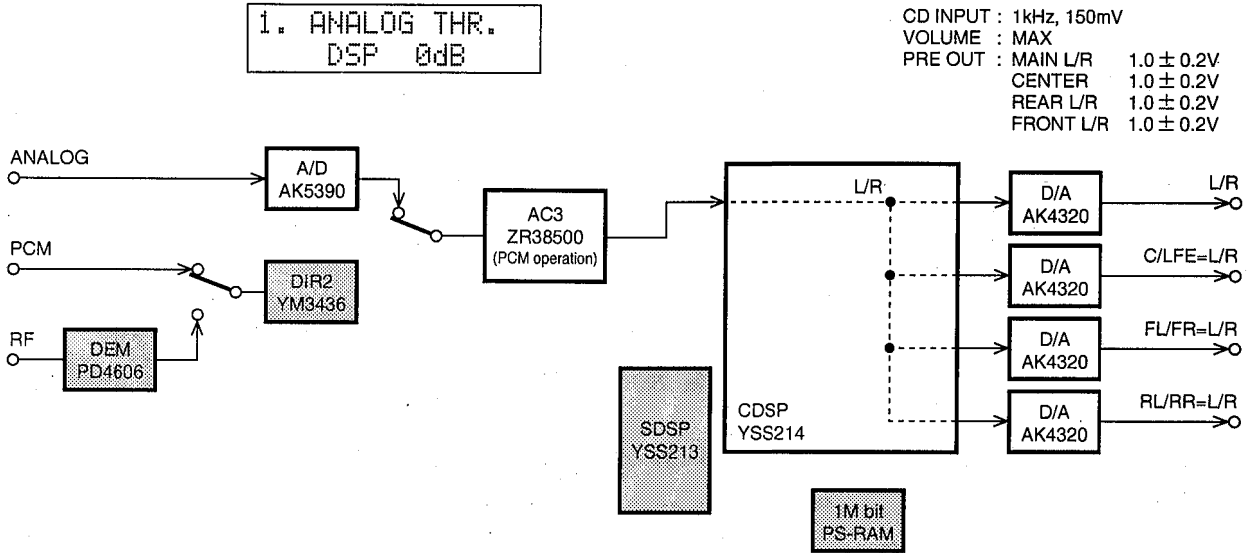 1. ANALOG THR.
DSP 0dB
CD INPUT : 1kHz, 150mV
VOLUME : MAX
PRE OUT : MAIN L/R 1.0 ± 0.2V
CENTER 1.0 ± 0.2V
REAR L/R 1.0 ± 0.2V
FRONT L/R 1.0 ± 0.2V
ANALOG
A/D
AK5390
PCM
DIR2
YM3436
RF
DEM
PD4606
AC3
ZR38500
(PCM operation)
SDSP
YSS213
L/R
CDSP
YSS214
1M bit
PS-RAM
D/A
AK4320
L/R
D/A
AK4320
C/LFE=L/R
D/A
AK4320
FL/FR=L/R
D/A
AK4320
RL/RR=L/R